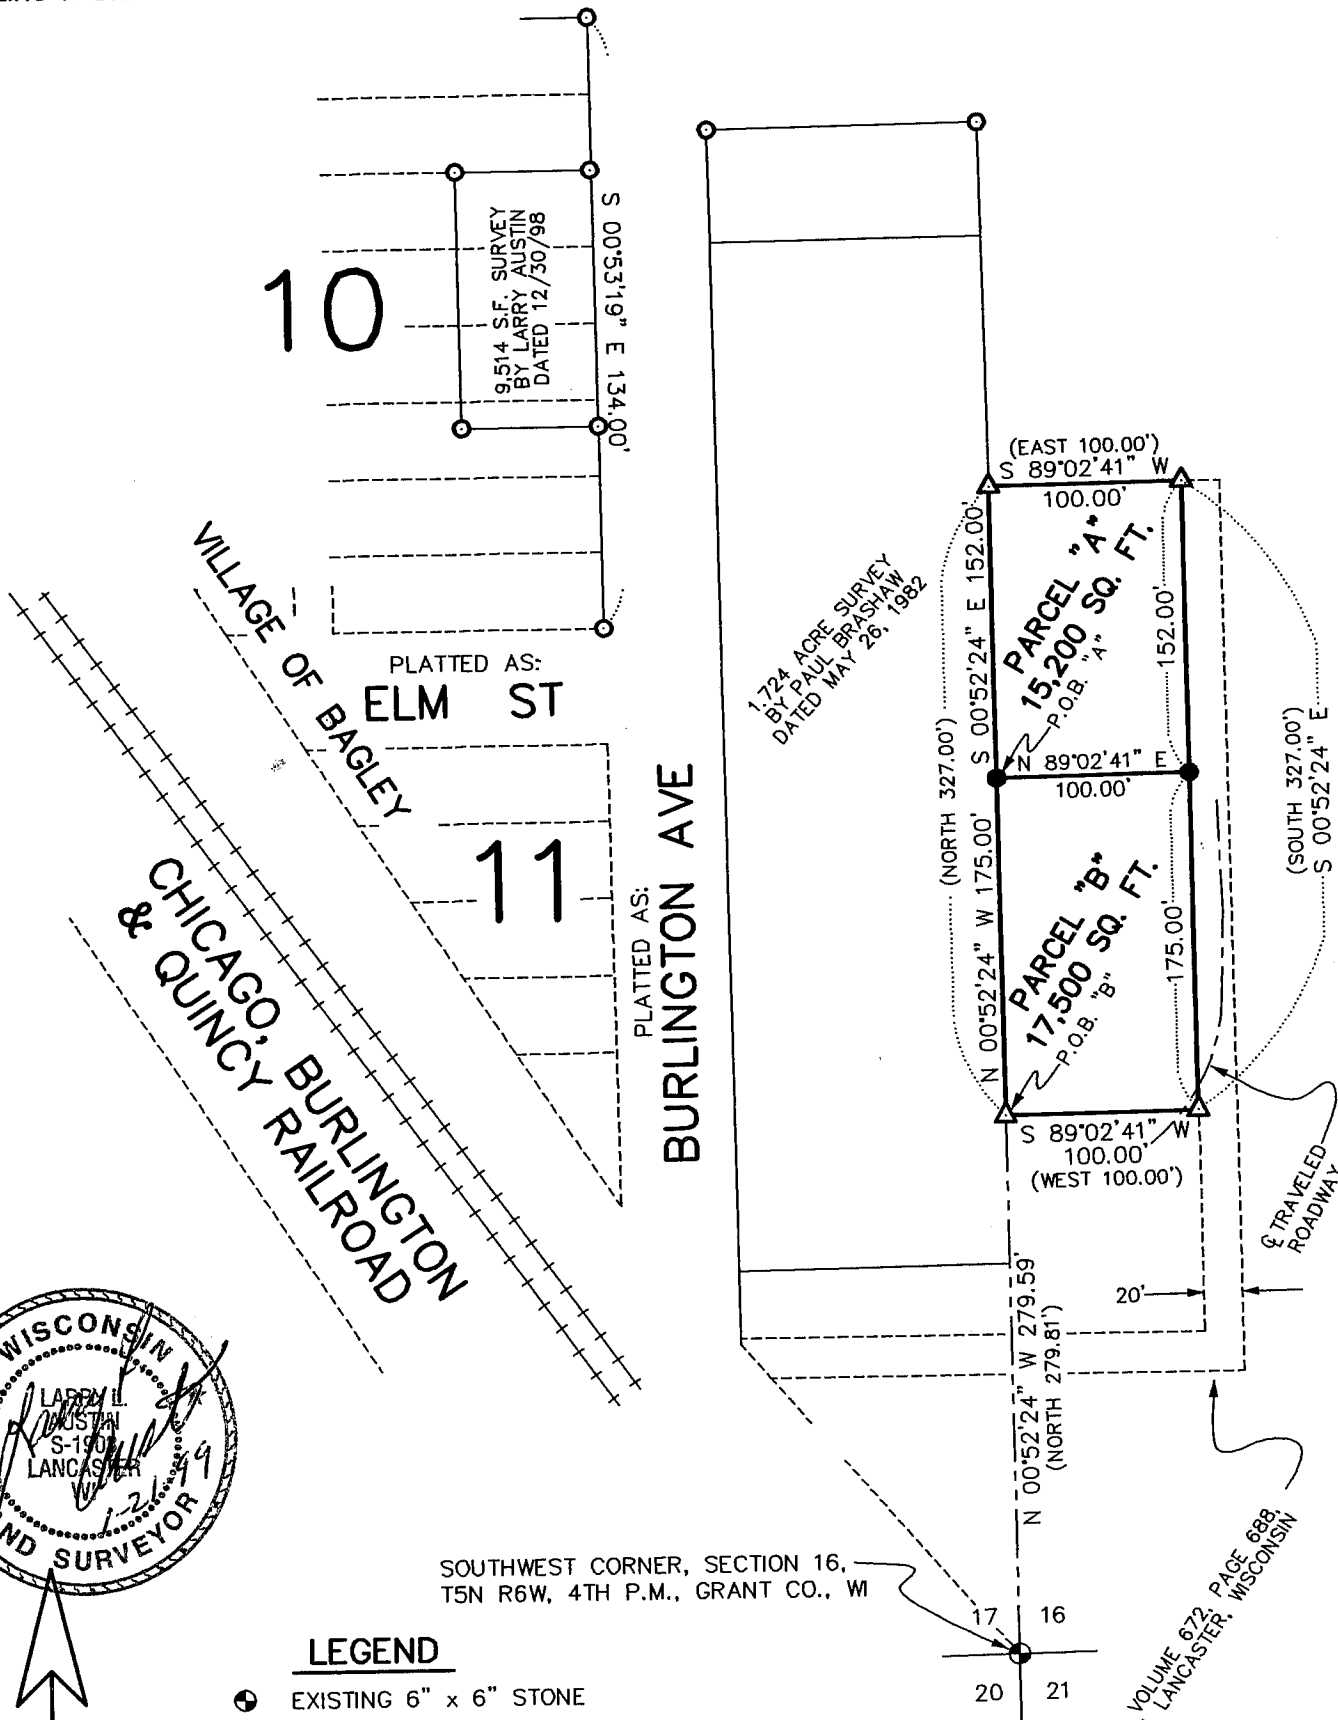 10
9,514 S.F. SURVEY
BY LARRY AUSTIN
DATED 12/30/98
S 00°53'19" E 134.00'
VILLAGE OF BAGLEY
PLATTED AS:
ELM ST
11
PLATTED AS:
BURLINGTON AVE
CHICAGO, BURLINGTON
& QUINCY RAILROAD
1.724 ACRE SURVEY
BY PAUL BRASHAW
DATED MAY 26, 1982
(EAST 100.00')
S 89°02'41" W
100.00'
S 00°52'24" E 152.00'
PARCEL "A"
15,200 SQ. FT.
P.O.B. "A"
152.00'
(NORTH 327.00')
N 89°02'41" E
100.00'
(SOUTH 327.00')
S 00°52'24" E
N 00°52'24" W 175.00'
PARCEL "B"
17,500 SQ. FT.
P.O.B. "B"
175.00'
S 89°02'41" W
100.00'
(WEST 100.00')
℄ TRAVELED
ROADWAY
20'
N 00°52'24" W 279.59'
(NORTH 279.81')
WISCONSIN
LARRY L.
AUSTIN
LANCASTER
WI
1-21-99
ND SURVEYOR
SOUTHWEST CORNER, SECTION 16,
T5N R6W, 4TH P.M., GRANT CO., WI
17 16
20 21
VOLUME 672, PAGE 688,
LANCASTER, WISCONSIN
LEGEND
EXISTING 6" x 6" STONE